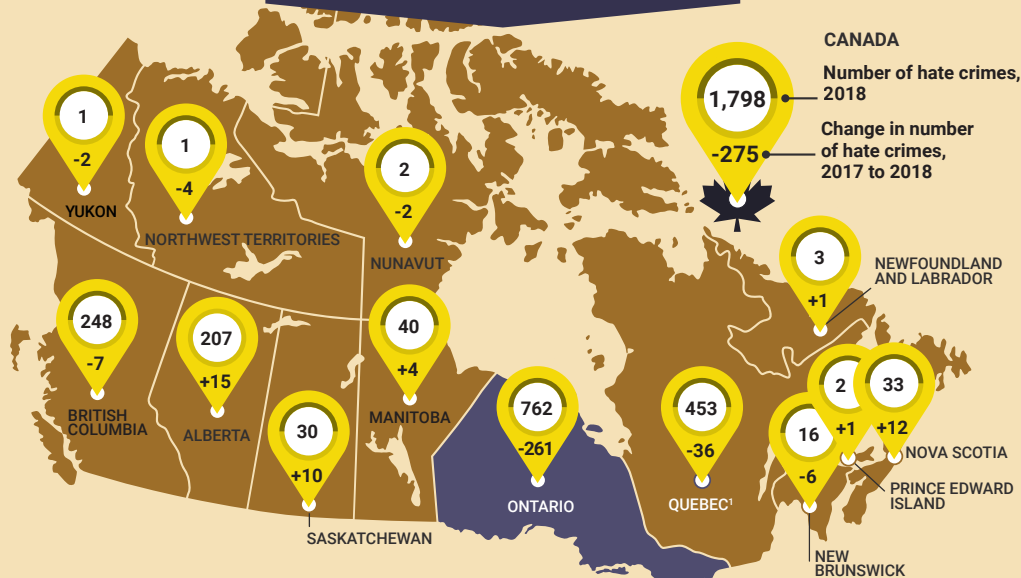 CANADA
Number of hate crimes,
2018
1,798
Change in number
of hate crimes,
2017 to 2018
-275
1
-2
YUKON
1
-4
NORTHWEST TERRITORIES
2
-2
NUNAVUT
3
+1
NEWFOUNDLAND
AND LABRADOR
248
-7
BRITISH
COLUMBIA
207
+15
ALBERTA
30
+10
SASKATCHEWAN
40
+4
MANITOBA
762
-261
ONTARIO
453
-36
QUEBEC¹
16
-6
NEW
BRUNSWICK
2
+1
PRINCE EDWARD
ISLAND
33
+12
NOVA SCOTIA